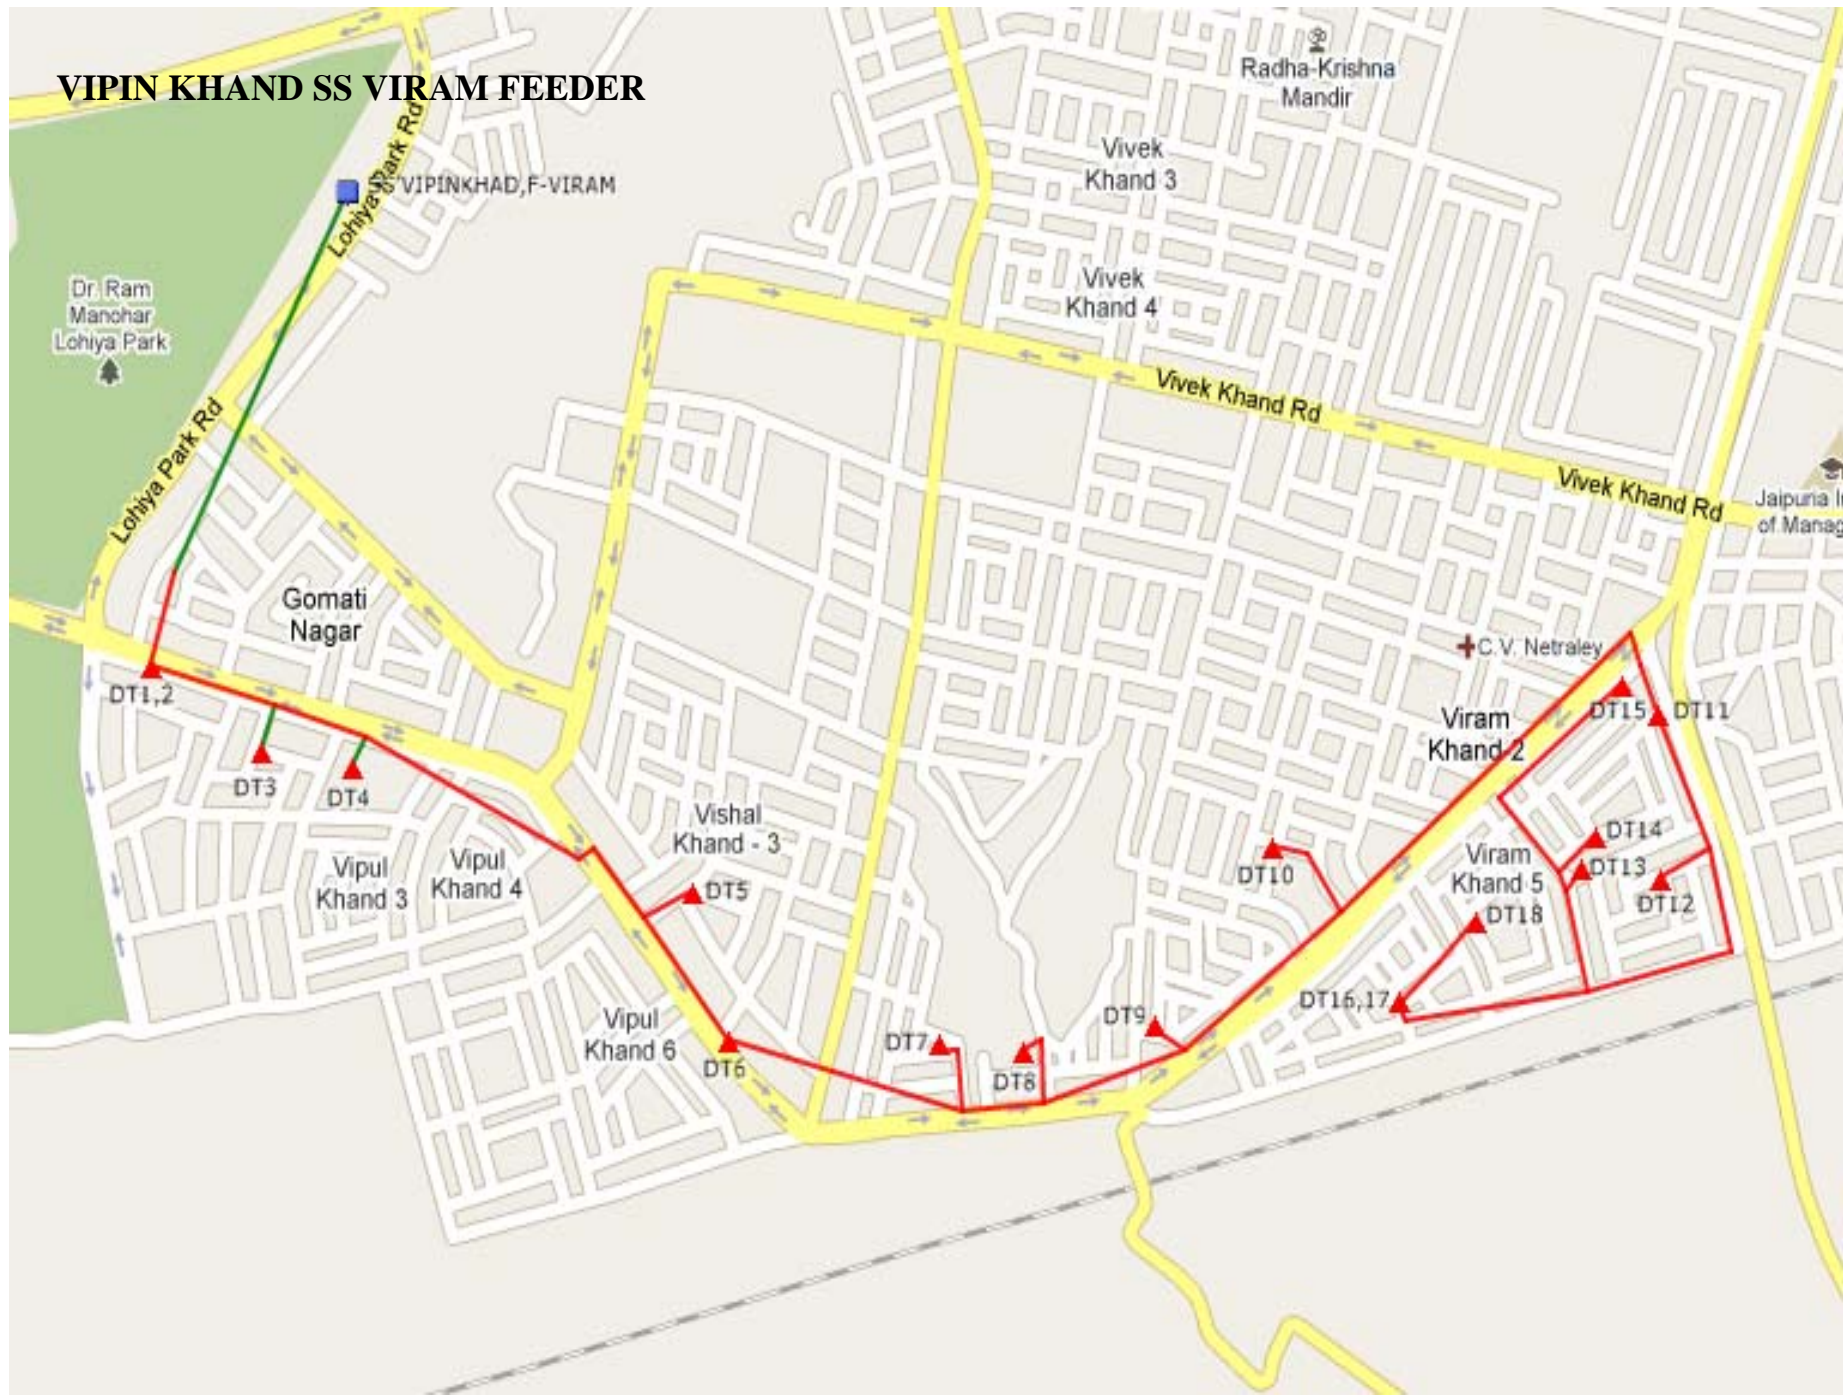 VIPIN KHAND SS VIRAM FEEDER
Radha-Krishna
Mandir
Lohiya Park Rd
VIPINKHAD,F-VIRAM
Vivek
Khand 3
Vivek
Khand 4
Dr. Ram
Manohar
Lohiya Park
Vivek Khand Rd
Lohiya Park Rd
Vivek Khand Rd
Jaipuria
of Manag
Gomati
Nagar
C.V. Netraley
DT1,2
DT15
DT11
Viram
Khand 2
DT3
DT4
Vishal
Khand - 3
DT14
Viram
Khand 5
DT13
DT10
Vipul
Khand 3
Vipul
Khand 4
DT5
DT12
DT18
DT16,17
DT9
Vipul
Khand 6
DT7
DT6
DT8